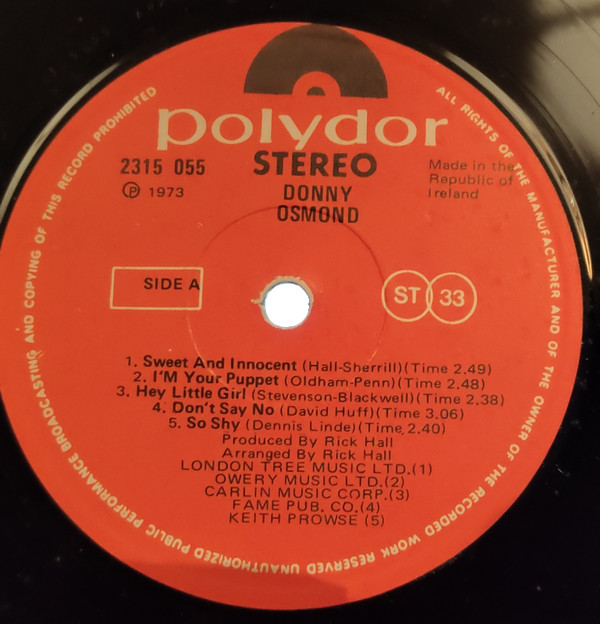 polydor
2315 055
STEREO
Made in the
Republic of
Ireland
℗ 1973
DONNY
OSMOND
SIDE A
ST 33
1. Sweet And Innocent (Hall-Sherrill)(Time 2.49)
2. I'M Your Puppet (Oldham-Penn)(Time 2.48)
3. Hey Little Girl (Stevenson-Blackwell)(Time 2.38)
4. Don't Say No (David Huff)(Time 3.06)
5. So Shy (Dennis Linde)(Time, 2.40)
Produced By Rick Hall
Arranged By Rick Hall
LONDON TREE MUSIC LTD.(1)
OWERY MUSIC LTD.(2)
CARLIN MUSIC CORP.(3)
FAME PUB. CO.(4)
KEITH PROWSE (5)
ALL RIGHTS OF THE MANUFACTURER AND OF THE OWNER OF THE RECORDED WORK RESERVED UNAUTHORIZED PUBLIC PERFORMANCE BROADCASTING AND COPYING OF THIS RECORD PROHIBITED